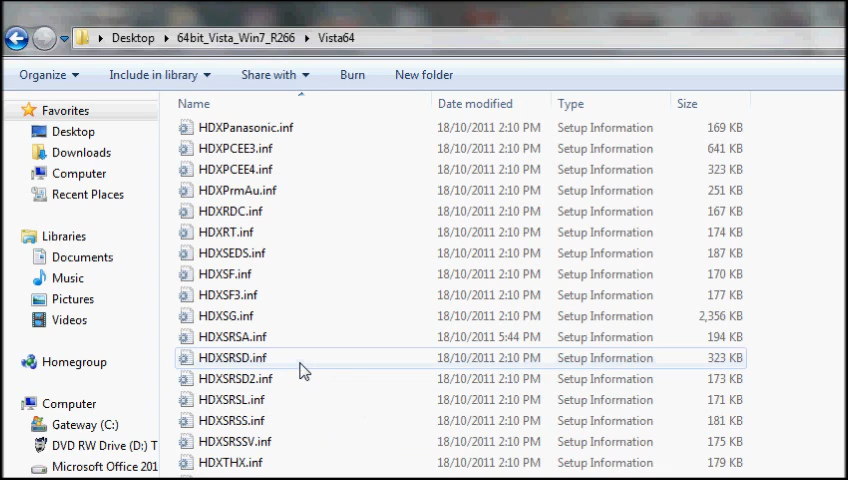 Desktop 64bit_Vista_Win7_R266 Vista64
Organize Include in library Share with Burn New folder
Favorites
Desktop
Downloads
Computer
Recent Places
Libraries
Documents
Music
Pictures
Videos
Homegroup
Computer
Gateway (C:)
DVD RW Drive (D:) T
Microsoft Office 201
Name Date modified Type Size
HDXPanasonic.inf 18/10/2011 2:10 PM Setup Information 169 KB
HDXPCEE3.inf 18/10/2011 2:10 PM Setup Information 641 KB
HDXPCEE4.inf 18/10/2011 2:10 PM Setup Information 323 KB
HDXPrmAu.inf 18/10/2011 2:10 PM Setup Information 251 KB
HDXRDC.inf 18/10/2011 2:10 PM Setup Information 167 KB
HDXRT.inf 18/10/2011 2:10 PM Setup Information 174 KB
HDXSEDS.inf 18/10/2011 2:10 PM Setup Information 170 KB
HDXSF.inf 18/10/2011 2:10 PM Setup Information 170 KB
HDXSF3.inf 18/10/2011 2:10 PM Setup Information 177 KB
HDXSG.inf 18/10/2011 2:10 PM Setup Information 2,356 KB
HDXSRSA.inf 18/10/2011 5:44 PM Setup Information 194 KB
HDXSRSD.inf 18/10/2011 2:10 PM Setup Information 323 KB
HDXSRSD2.inf 18/10/2011 2:10 PM Setup Information 173 KB
HDXSRSL.inf 18/10/2011 2:10 PM Setup Information 171 KB
HDXSRSS.inf 18/10/2011 2:10 PM Setup Information 181 KB
HDXSRSSV.inf 18/10/2011 2:10 PM Setup Information 175 KB
HDXTHX.inf 18/10/2011 2:10 PM Setup Information 179 KB